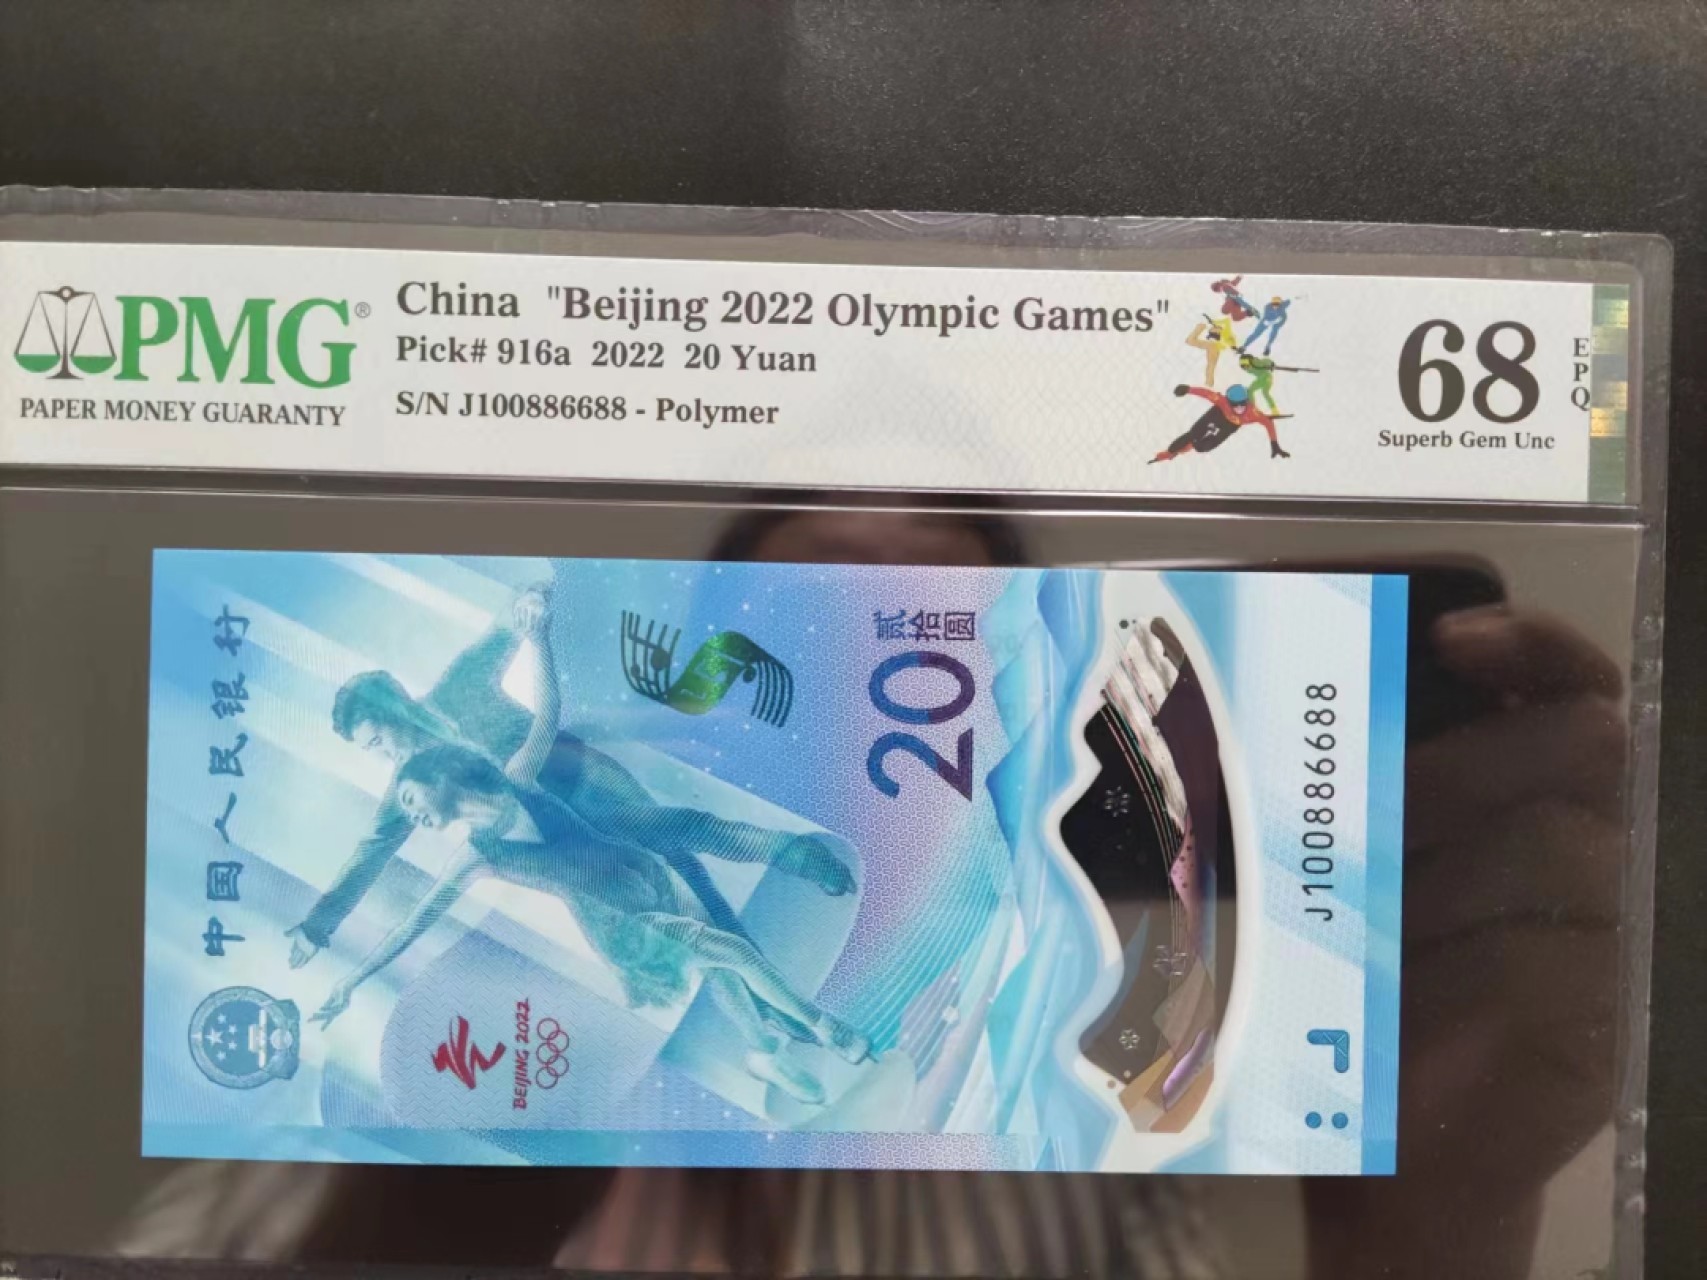 PMG®
PAPER MONEY GUARANTY
China "Beijing 2022 Olympic Games"
Pick# 916a 2022 20 Yuan
S/N J100886688 - Polymer
68
EPQ
Superb Gem Unc
中国人民银行
贰拾圆
20
BEIJING 2022
J100886688